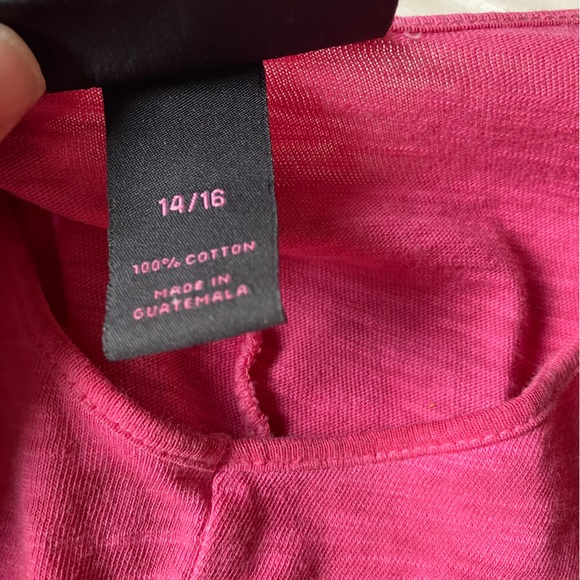 14/16
100% COTTON
MADE IN
GUATEMALA